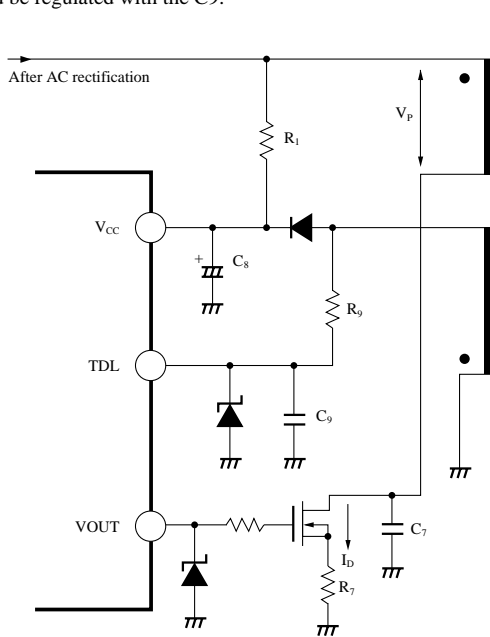 be regulated with the C9.
After AC rectification
VP
R1
VCC
C8
R9
TDL
C9
VOUT
C7
ID
R7